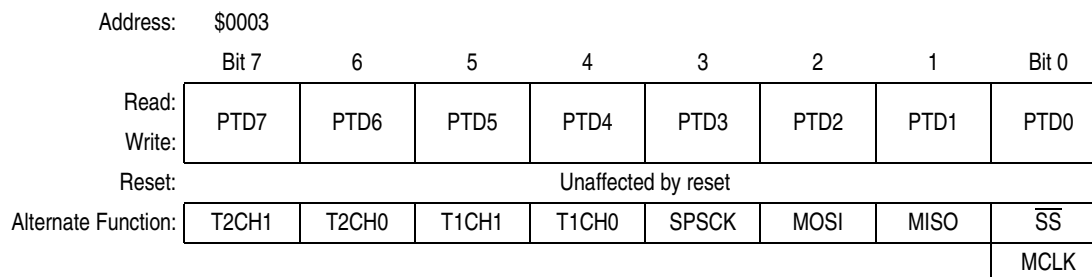 Address: $0003
Bit 7 6 5 4 3 2 1 Bit 0
Read:
PTD7 PTD6 PTD5 PTD4 PTD3 PTD2 PTD1 PTD0
Write:
Reset: Unaffected by reset
Alternate Function: T2CH1 T2CH0 T1CH1 T1CH0 SPSCK MOSI MISO S̅S̅
MCLK